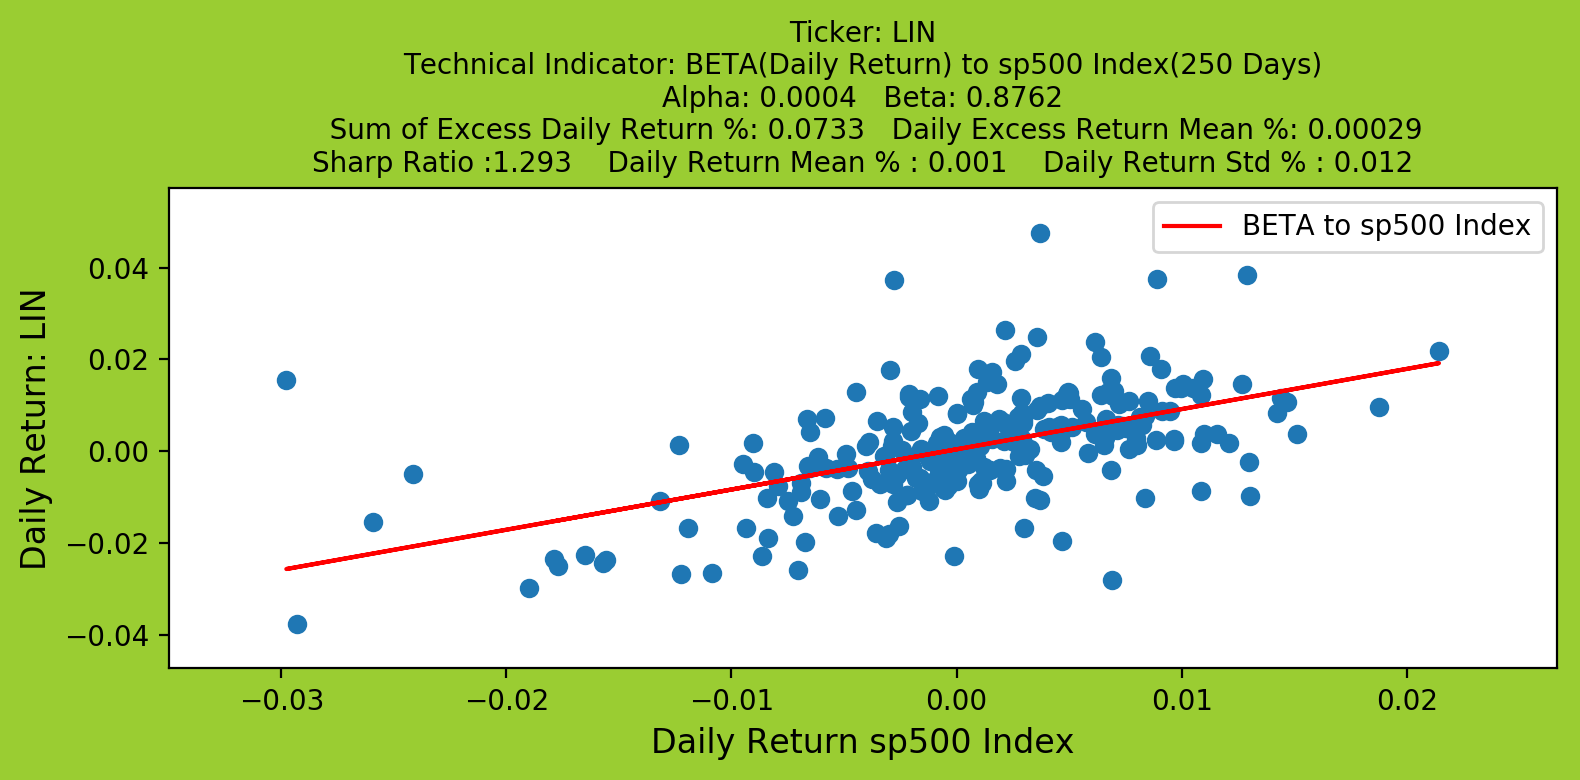 Ticker: LIN
Technical Indicator: BETA(Daily Return) to sp500 Index(250 Days)
Alpha: 0.0004   Beta: 0.8762
Sum of Excess Daily Return %: 0.0733   Daily Excess Return Mean %: 0.00029
Sharp Ratio :1.293    Daily Return Mean % : 0.001    Daily Return Std % : 0.012
BETA to sp500 Index
Daily Return: LIN
0.04
0.02
0.00
−0.02
−0.04
−0.03 −0.02 −0.01 0.00 0.01 0.02
Daily Return sp500 Index